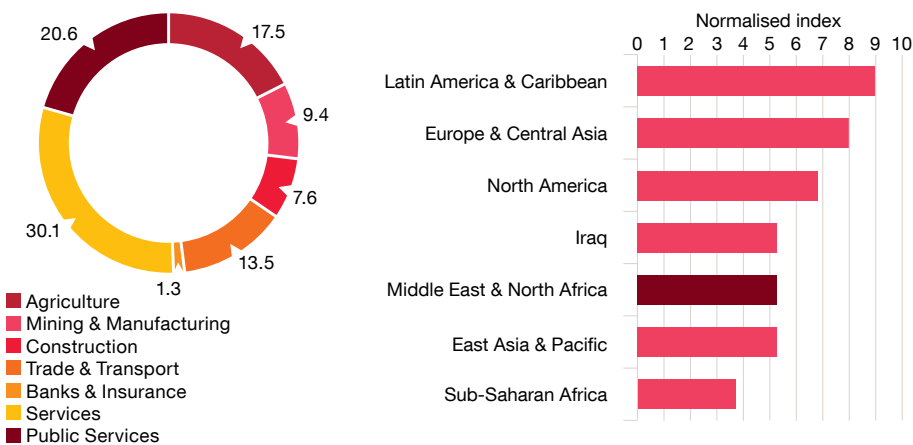 20.6
17.5
9.4
7.6
13.5
1.3
30.1
Agriculture
Mining & Manufacturing
Construction
Trade & Transport
Banks & Insurance
Services
Public Services
Normalised index
0 1 2 3 4 5 6 7 8 9 10
Latin America & Caribbean
Europe & Central Asia
North America
Iraq
Middle East & North Africa
East Asia & Pacific
Sub-Saharan Africa